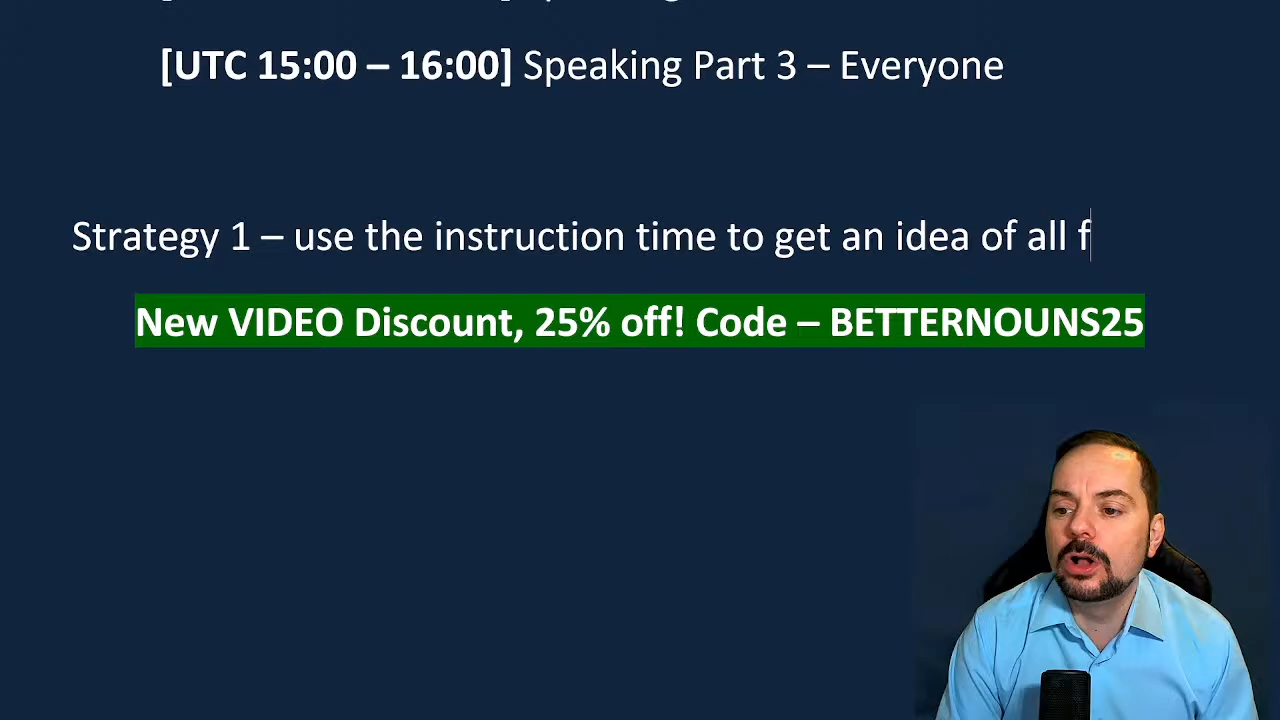 [UTC 15:00 – 16:00] Speaking Part 3 – Everyone
Strategy 1 – use the instruction time to get an idea of all f
New VIDEO Discount, 25% off! Code – BETTERNOUNS25